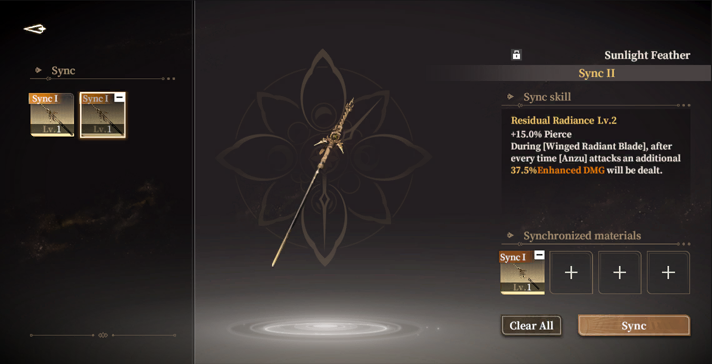 Sync
Sync I
Lv.1
Sync I
Lv.1
Sunlight Feather
Sync II
Sync skill
Residual Radiance Lv.2
+15.0% Pierce
During [Winged Radiant Blade], after
every time [Anzu] attacks an additional
37.5%Enhanced DMG will be dealt.
Synchronized materials
Sync I
Lv.1
Clear All
Sync